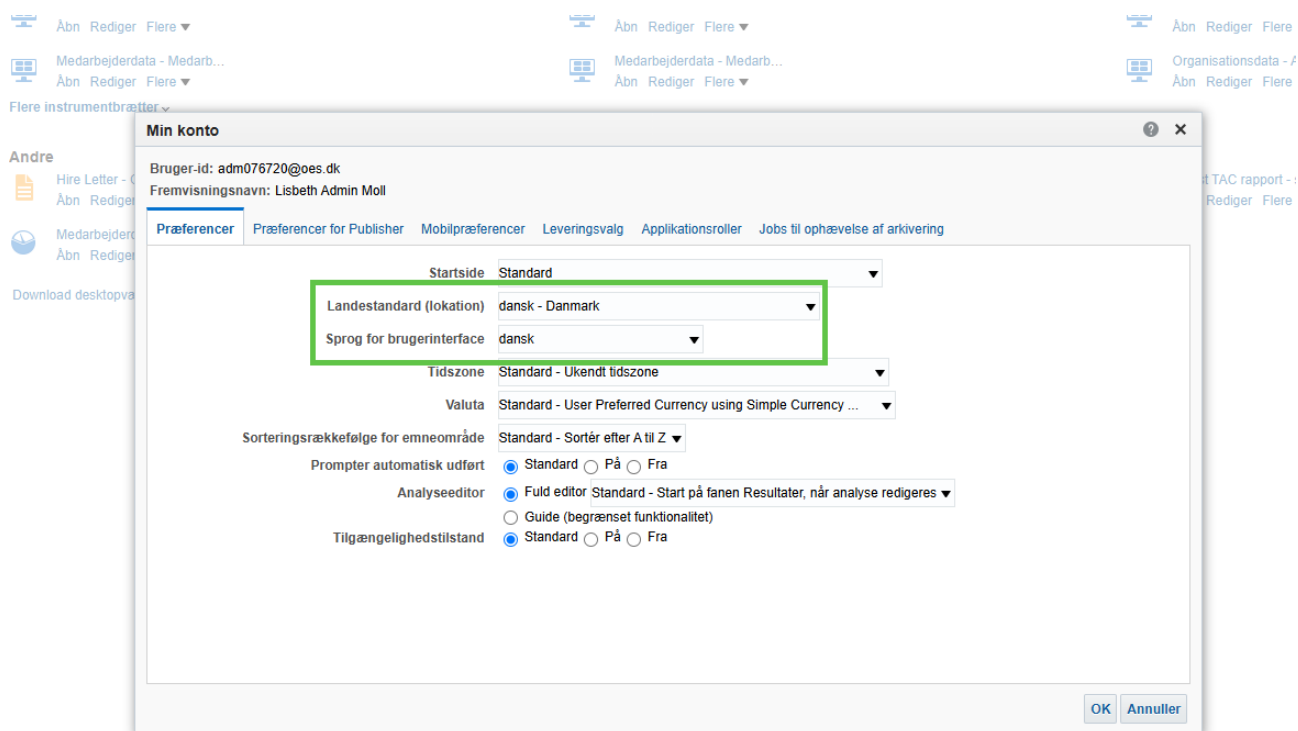 Åbn Rediger Flere
Åbn Rediger Flere
Åbn Rediger Flere
Medarbejderdata - Medarb...
Medarbejderdata - Medarb...
Organisationsdata - A
Åbn Rediger Flere
Åbn Rediger Flere
Åbn Rediger Flere
Flere instrumentbrætter
Min konto
Andre
Bruger-id: adm076720@oes.dk
Hire Letter -
TAC rapport -
Fremvisningsnavn: Lisbeth Admin Moll
Åbn Rediger
Rediger Flere
Præferencer Præferencer for Publisher Mobilpræferencer Leveringsvalg Applikationsroller Jobs til ophævelse af arkivering
Medarbejderd
Åbn Rediger
Startside Standard
Download desktopva
Landestandard (lokation) dansk - Danmark
Sprog for brugerinterface dansk
Tidszone Standard - Ukendt tidszone
Valuta Standard - User Preferred Currency using Simple Currency ...
Sorteringsrækkefølge for emneområde Standard - Sortér efter A til Z
Prompter automatisk udført Standard På Fra
Analyseeditor Fuld editor Standard - Start på fanen Resultater, når analyse redigeres
Guide (begrænset funktionalitet)
Tilgængelighedstilstand Standard På Fra
OK Annuller